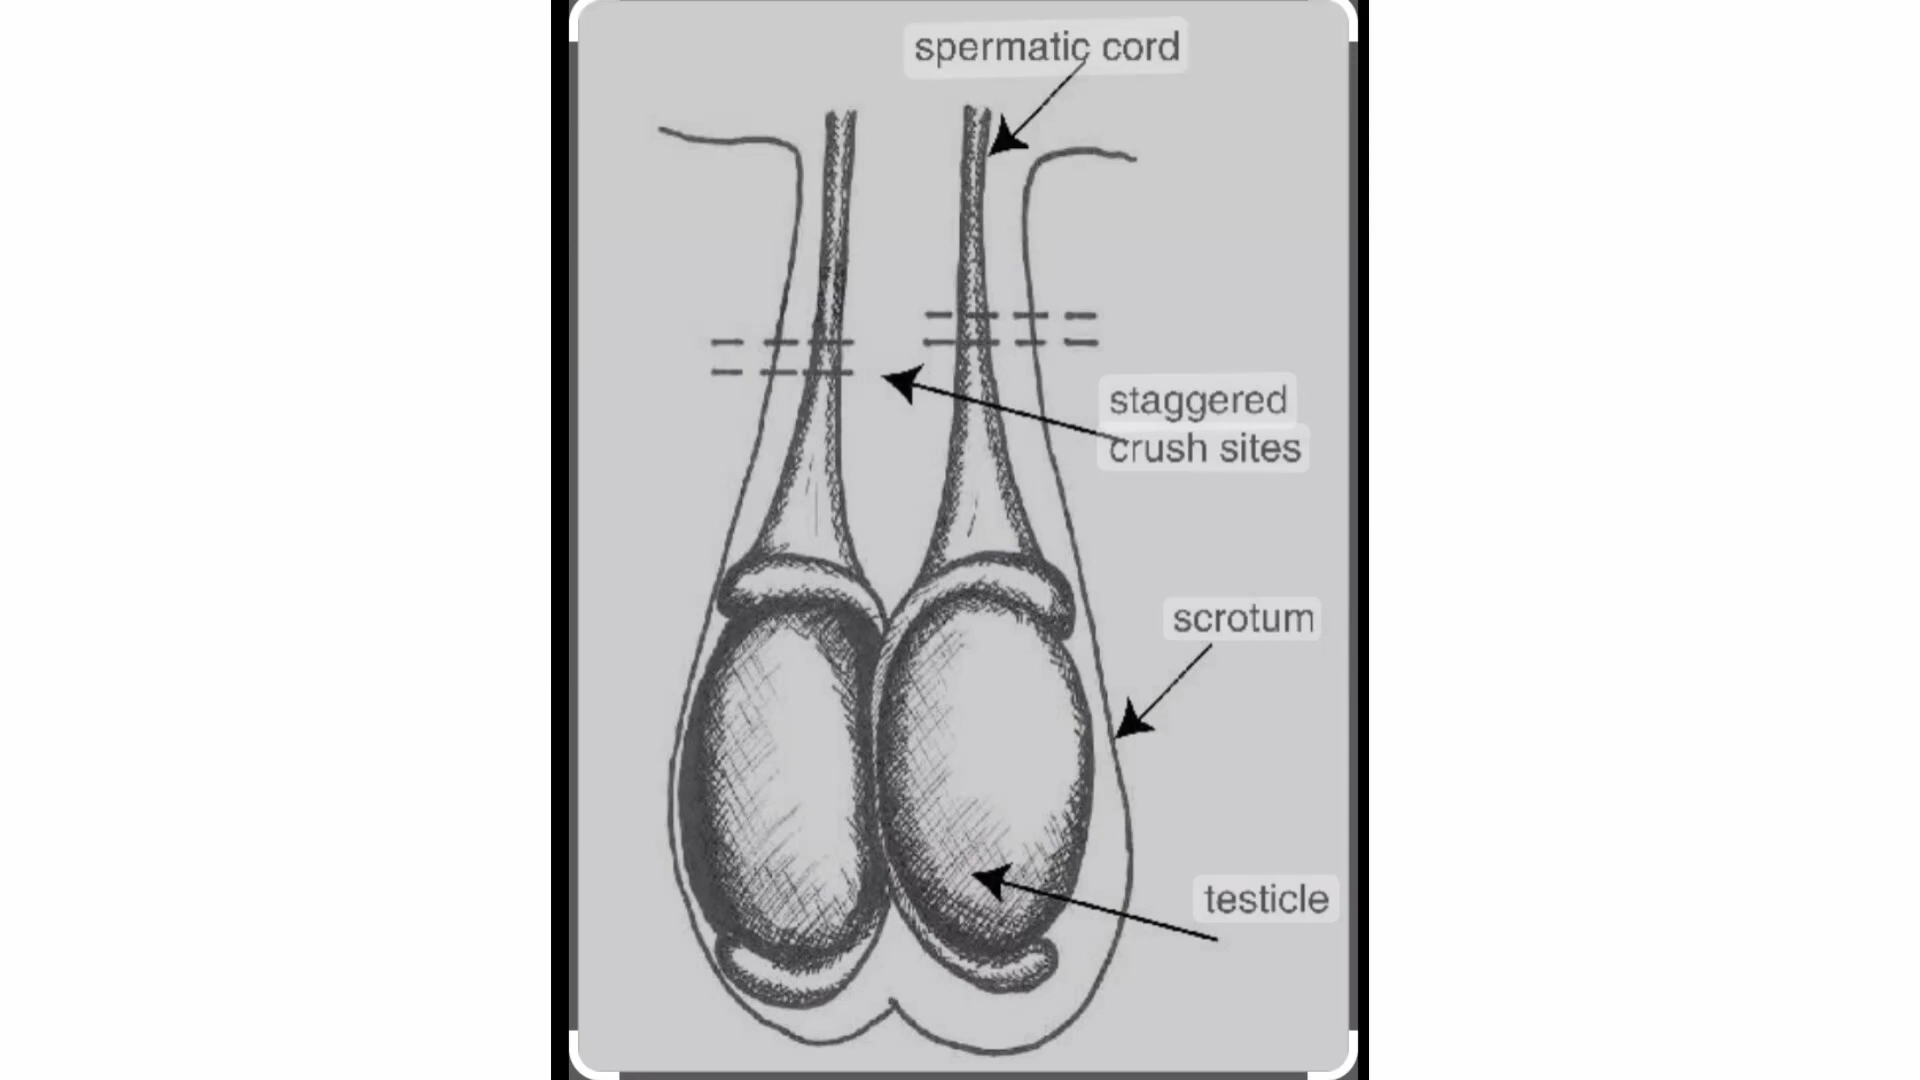 spermatic cord
staggered
crush sites
scrotum
testicle